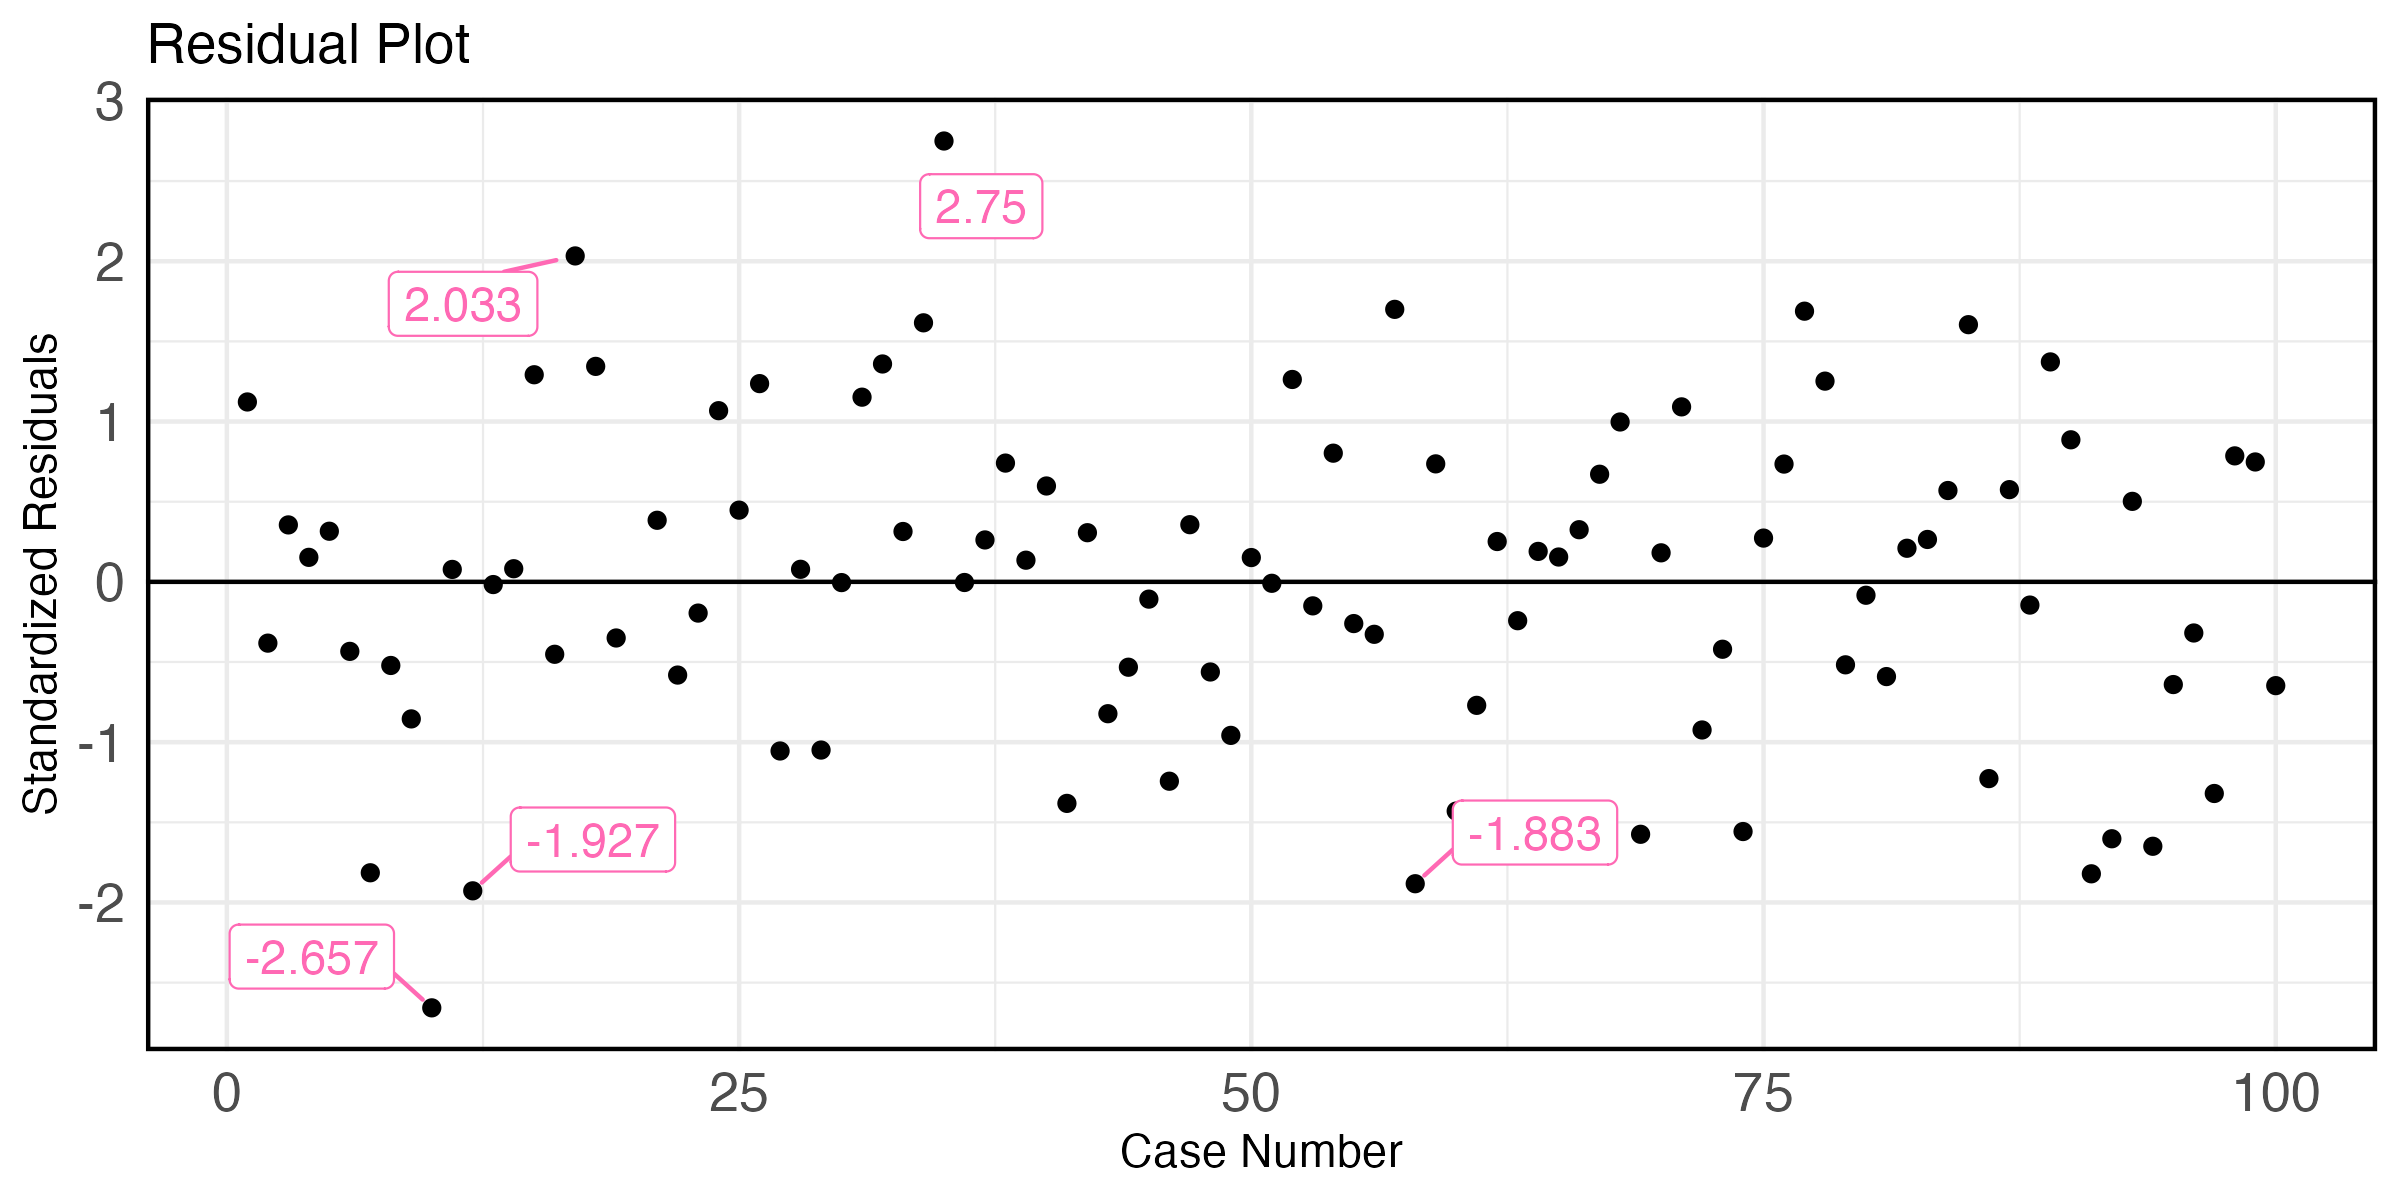 Residual Plot
3
2
1
0
-1
-2
Standardized Residuals
2.75
2.033
-1.927
-1.883
-2.657
0 25 50 75 100
Case Number